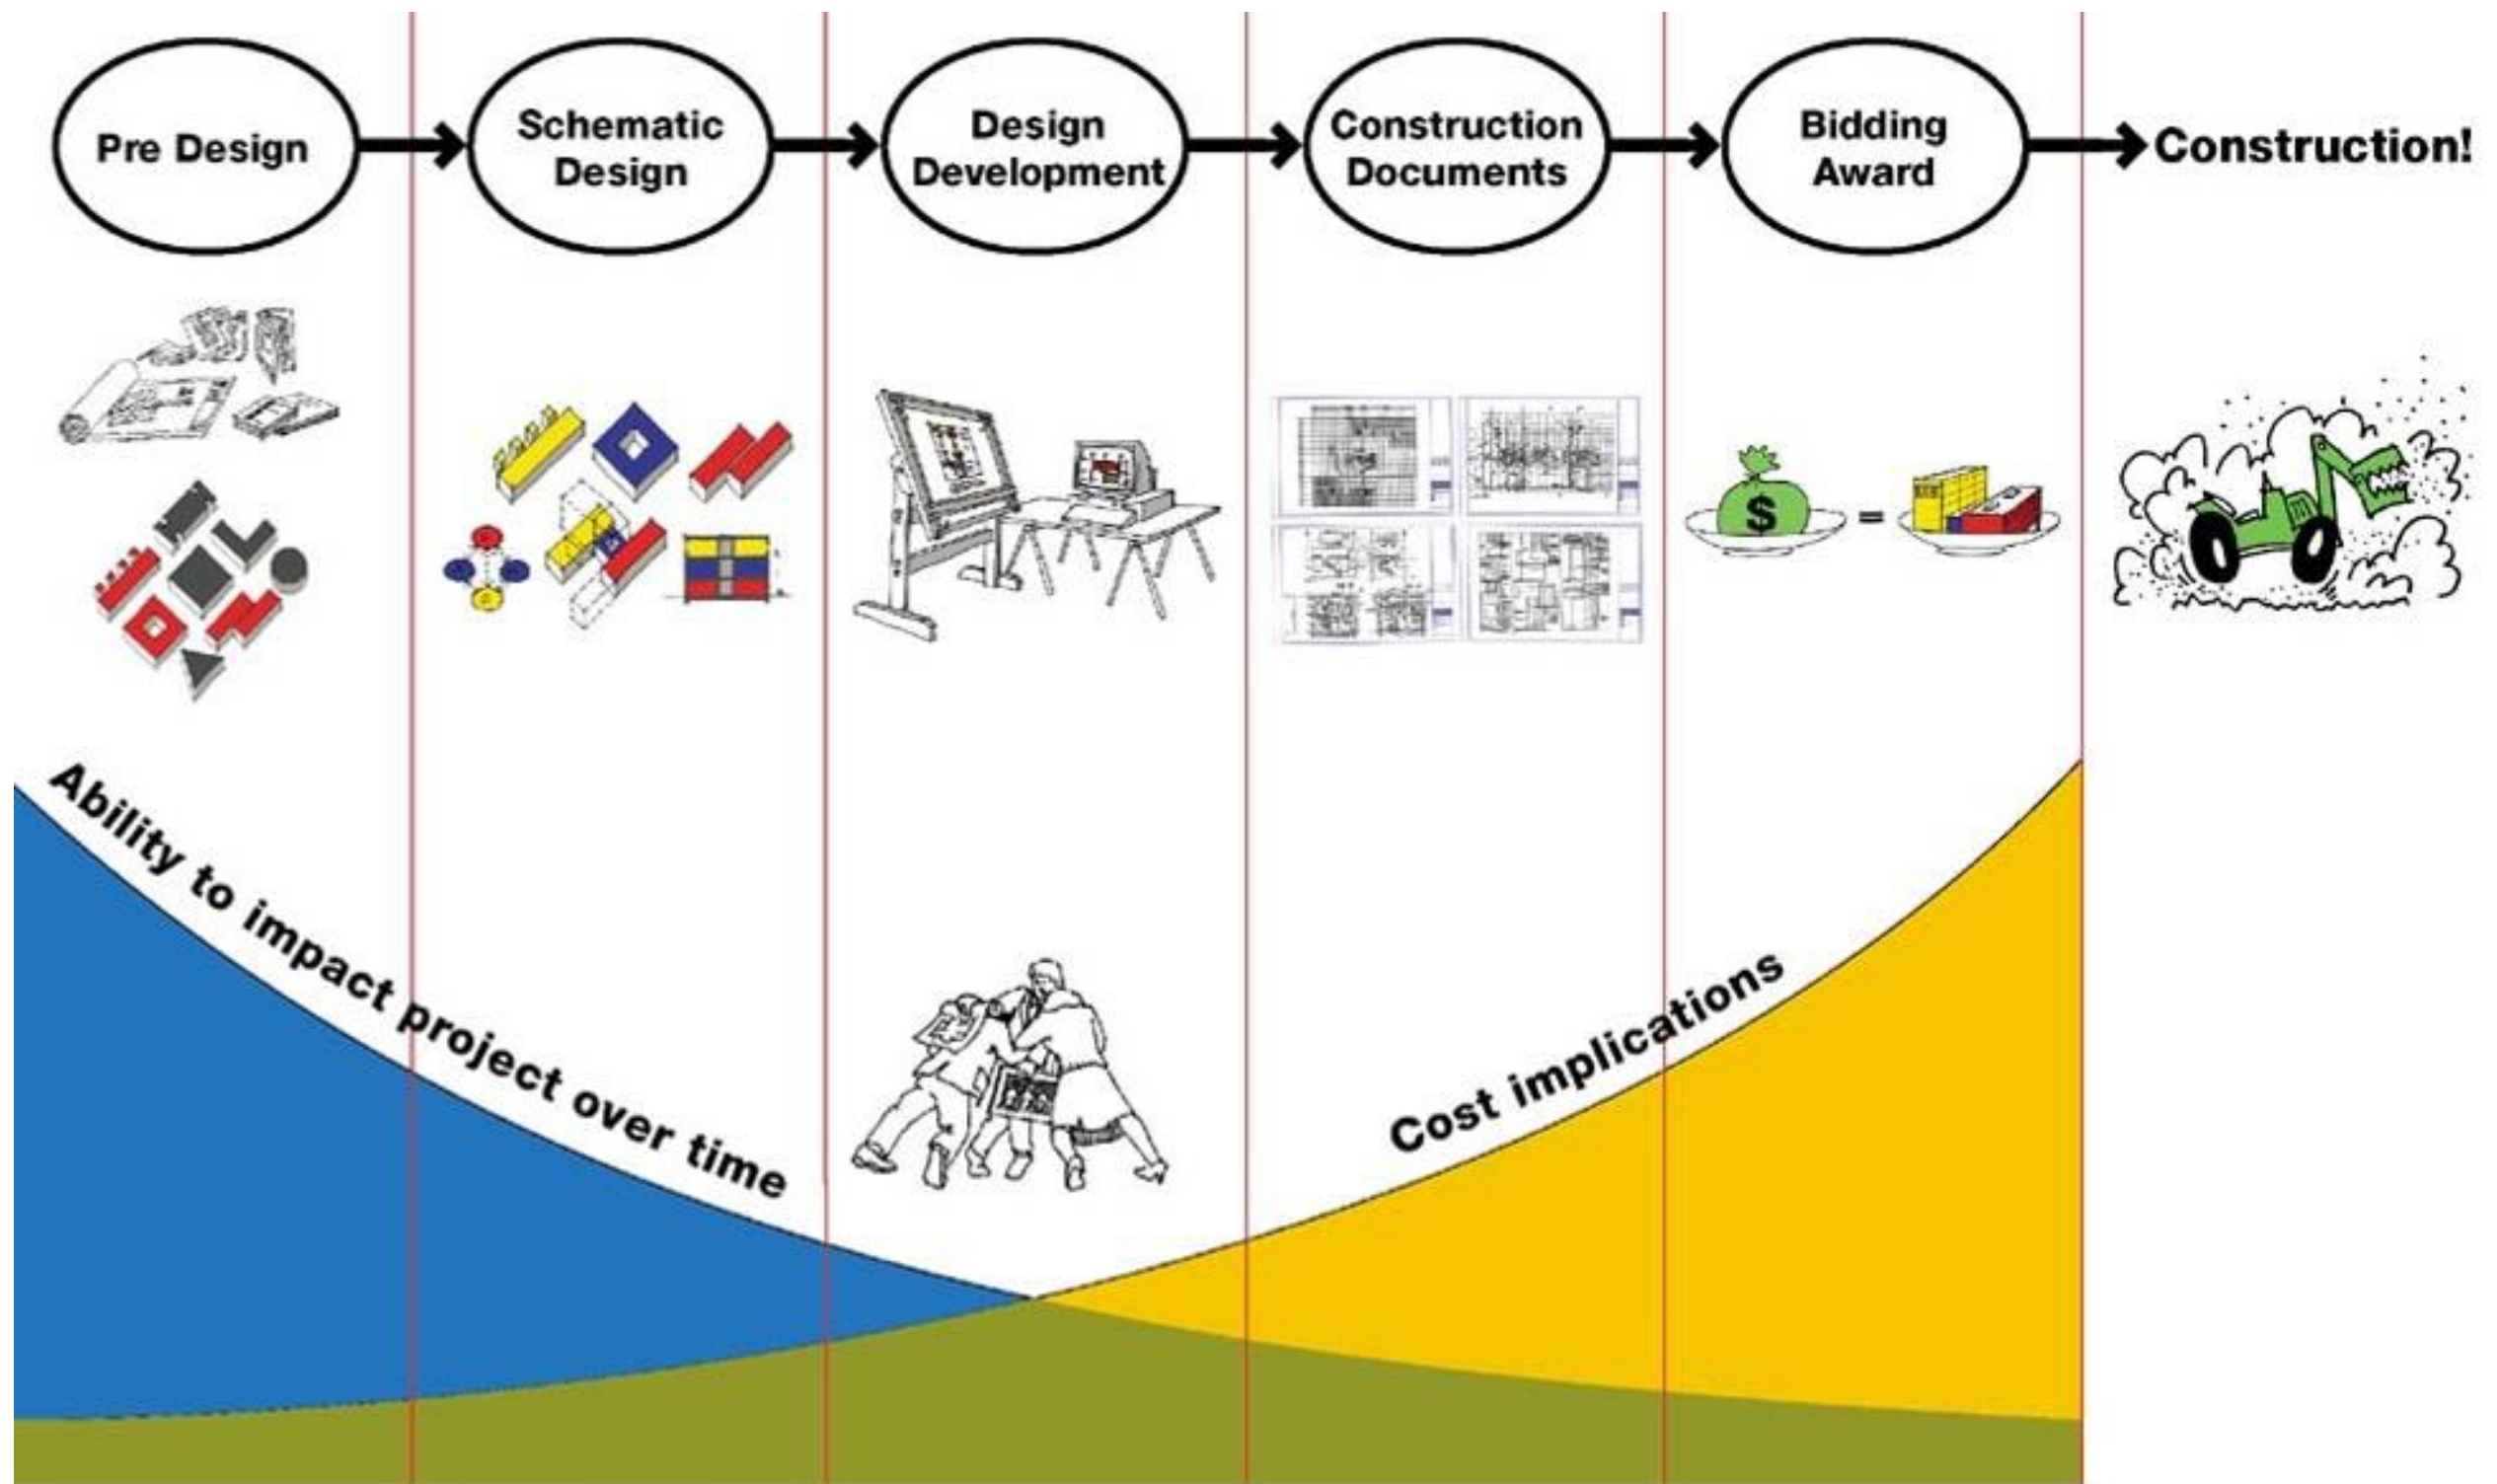 Pre Design
Schematic
Design
Design
Development
Construction
Documents
Bidding
Award
Construction!
$
=
Ability to impact project over time
Cost implications